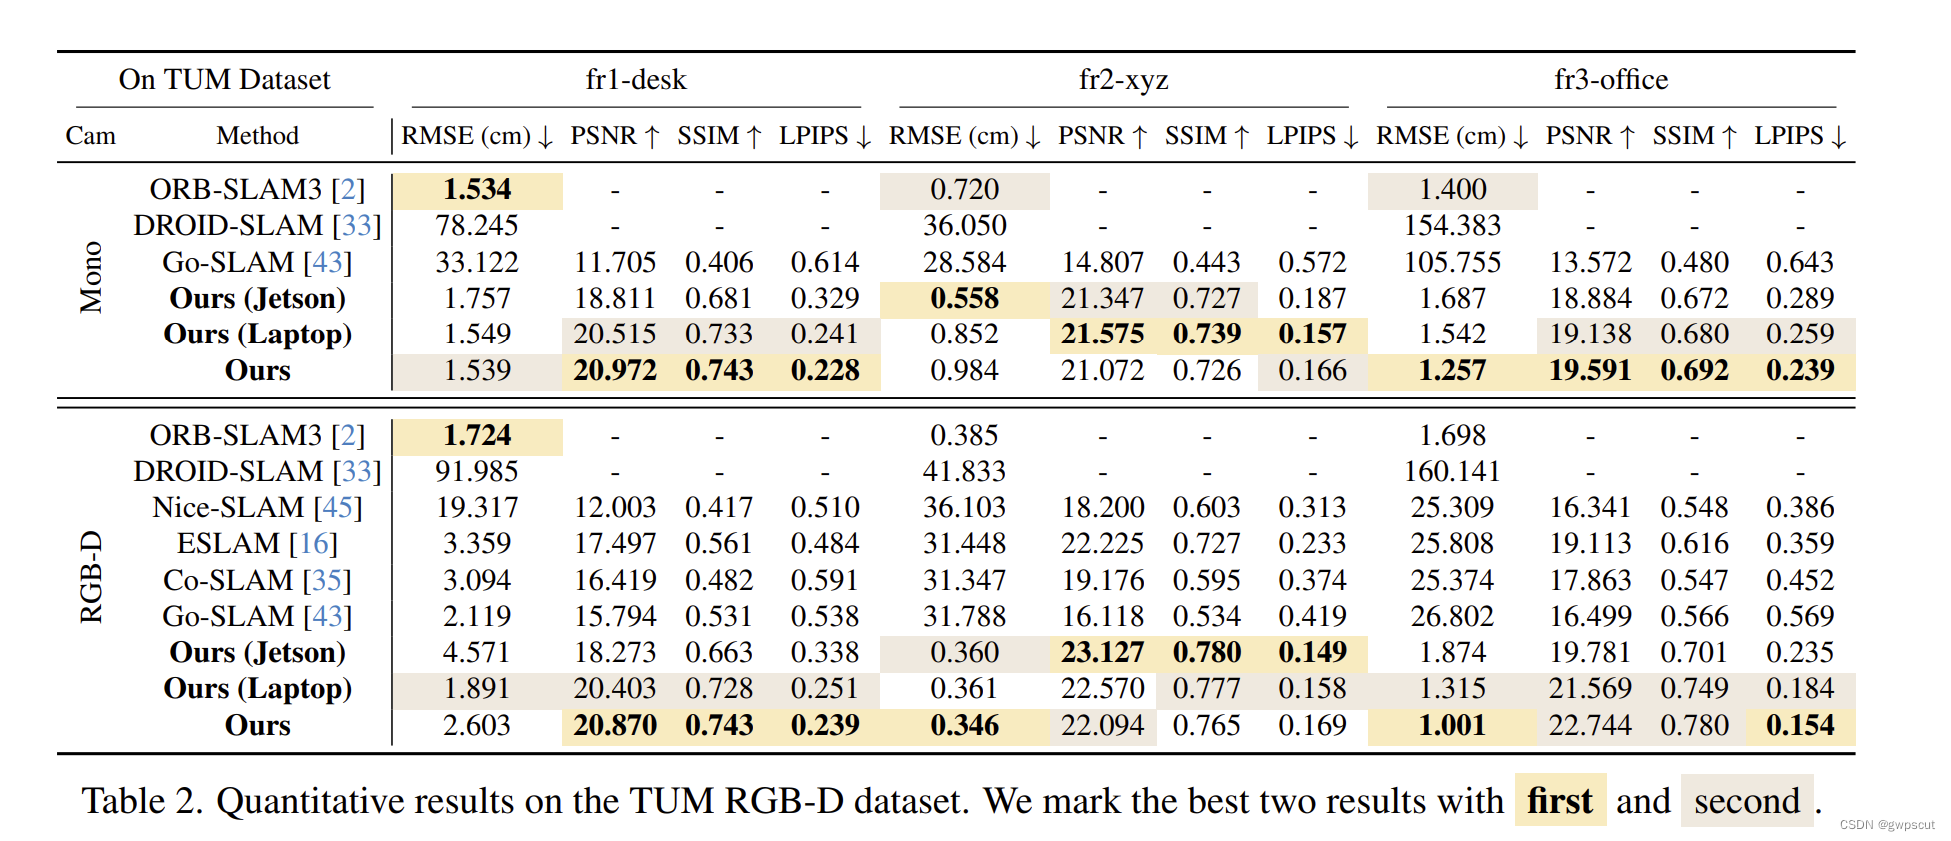 On TUM Dataset fr1-desk fr2-xyz fr3-office
Cam Method RMSE (cm) ↓ PSNR ↑ SSIM ↑ LPIPS ↓ RMSE (cm) ↓ PSNR ↑ SSIM ↑ LPIPS ↓ RMSE (cm) ↓ PSNR ↑ SSIM ↑ LPIPS ↓
Mono
ORB-SLAM3 [2] 1.534 - - - 0.720 - - - 1.400 - - -
DROID-SLAM [33] 78.245 - - - 36.050 - - - 154.383 - - -
Go-SLAM [43] 33.122 11.705 0.406 0.614 28.584 14.807 0.443 0.572 105.755 13.572 0.480 0.643
Ours (Jetson) 1.757 18.811 0.681 0.329 0.558 21.347 0.727 0.187 1.687 18.884 0.672 0.289
Ours (Laptop) 1.549 20.515 0.733 0.241 0.852 21.575 0.739 0.157 1.542 19.138 0.680 0.259
Ours 1.539 20.972 0.743 0.228 0.984 21.072 0.726 0.166 1.257 19.591 0.692 0.239
RGB-D
ORB-SLAM3 [2] 1.724 - - - 0.385 - - - 1.698 - - -
DROID-SLAM [33] 91.985 - - - 41.833 - - - 160.141 - - -
Nice-SLAM [45] 19.317 12.003 0.417 0.510 36.103 18.200 0.603 0.313 25.309 16.341 0.548 0.386
ESLAM [16] 3.359 17.497 0.561 0.484 31.448 22.225 0.727 0.233 25.808 19.113 0.616 0.359
Co-SLAM [35] 3.094 16.419 0.482 0.591 31.347 19.176 0.595 0.374 25.374 17.863 0.547 0.452
Go-SLAM [43] 2.119 15.794 0.531 0.538 31.788 16.118 0.534 0.419 26.802 16.499 0.566 0.569
Ours (Jetson) 4.571 18.273 0.663 0.338 0.360 23.127 0.780 0.149 1.874 19.781 0.701 0.235
Ours (Laptop) 1.891 20.403 0.728 0.251 0.361 22.570 0.777 0.158 1.315 21.569 0.749 0.184
Ours 2.603 20.870 0.743 0.239 0.346 22.094 0.765 0.169 1.001 22.744 0.780 0.154
Table 2. Quantitative results on the TUM RGB-D dataset. We mark the best two results with first and second .
CSDN @gwpscut